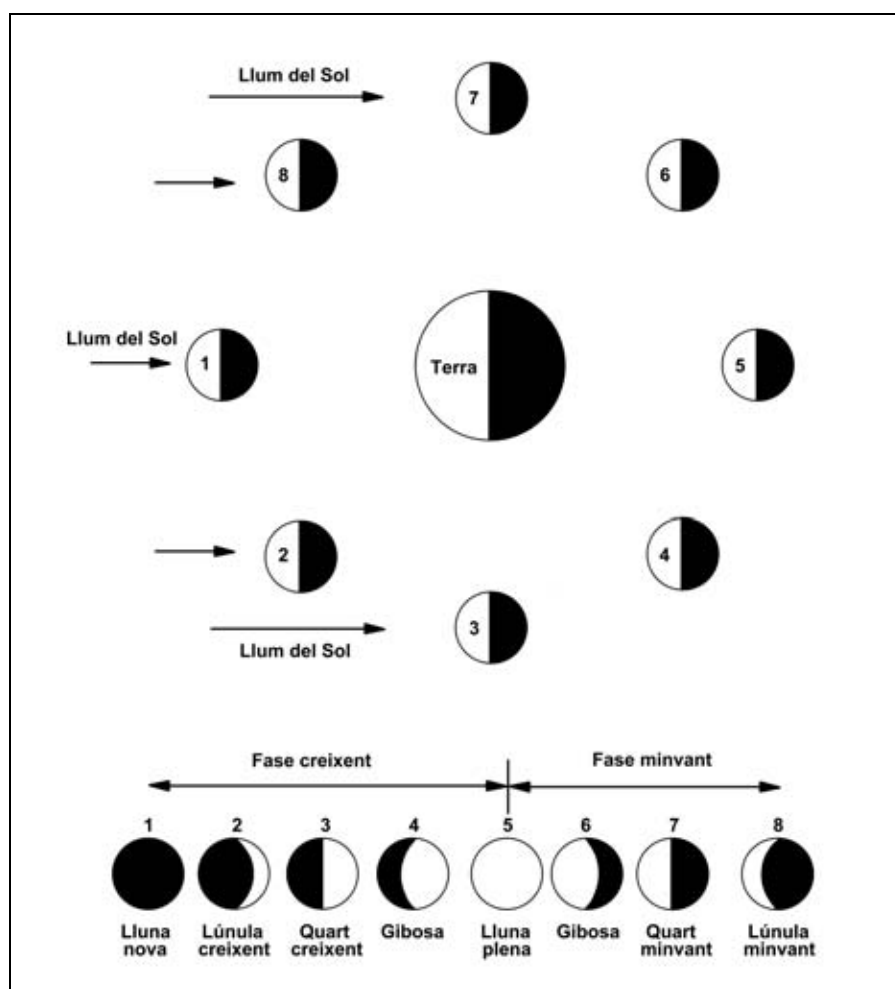 Llum del Sol
7
8
6
Llum del Sol
1
Terra
5
2
4
3
Llum del Sol
Fase creixent
Fase minvant
1 2 3 4 5 6 7 8
Lluna Lúnula Quart Gibosa Lluna Gibosa Quart Lúnula
nova creixent creixent plena minvant minvant